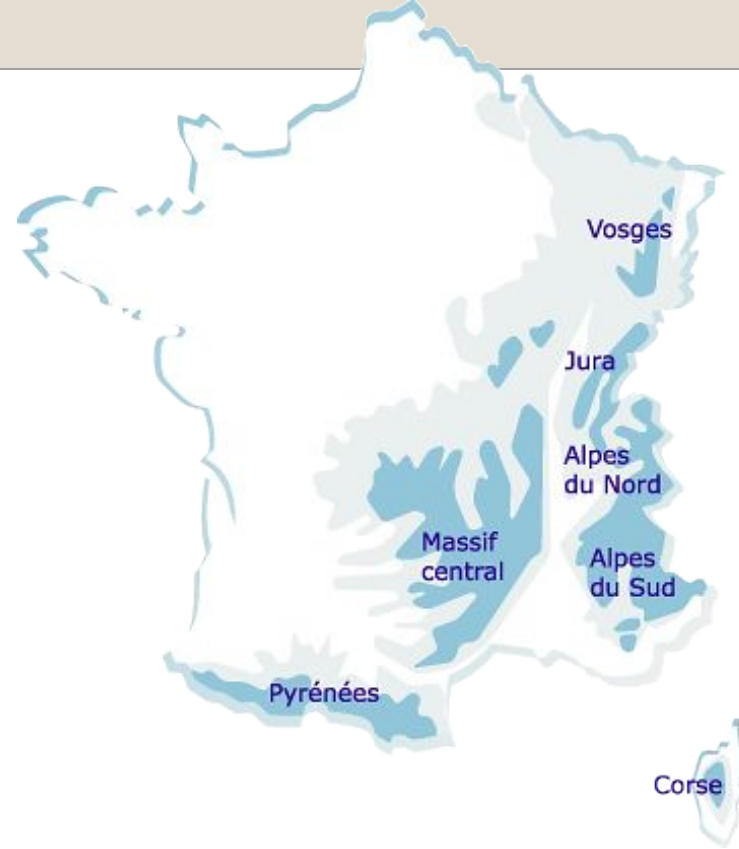 Vosges
Jura
Alpes
du Nord
Massif
central
Alpes
du Sud
Pyrénées
Corse